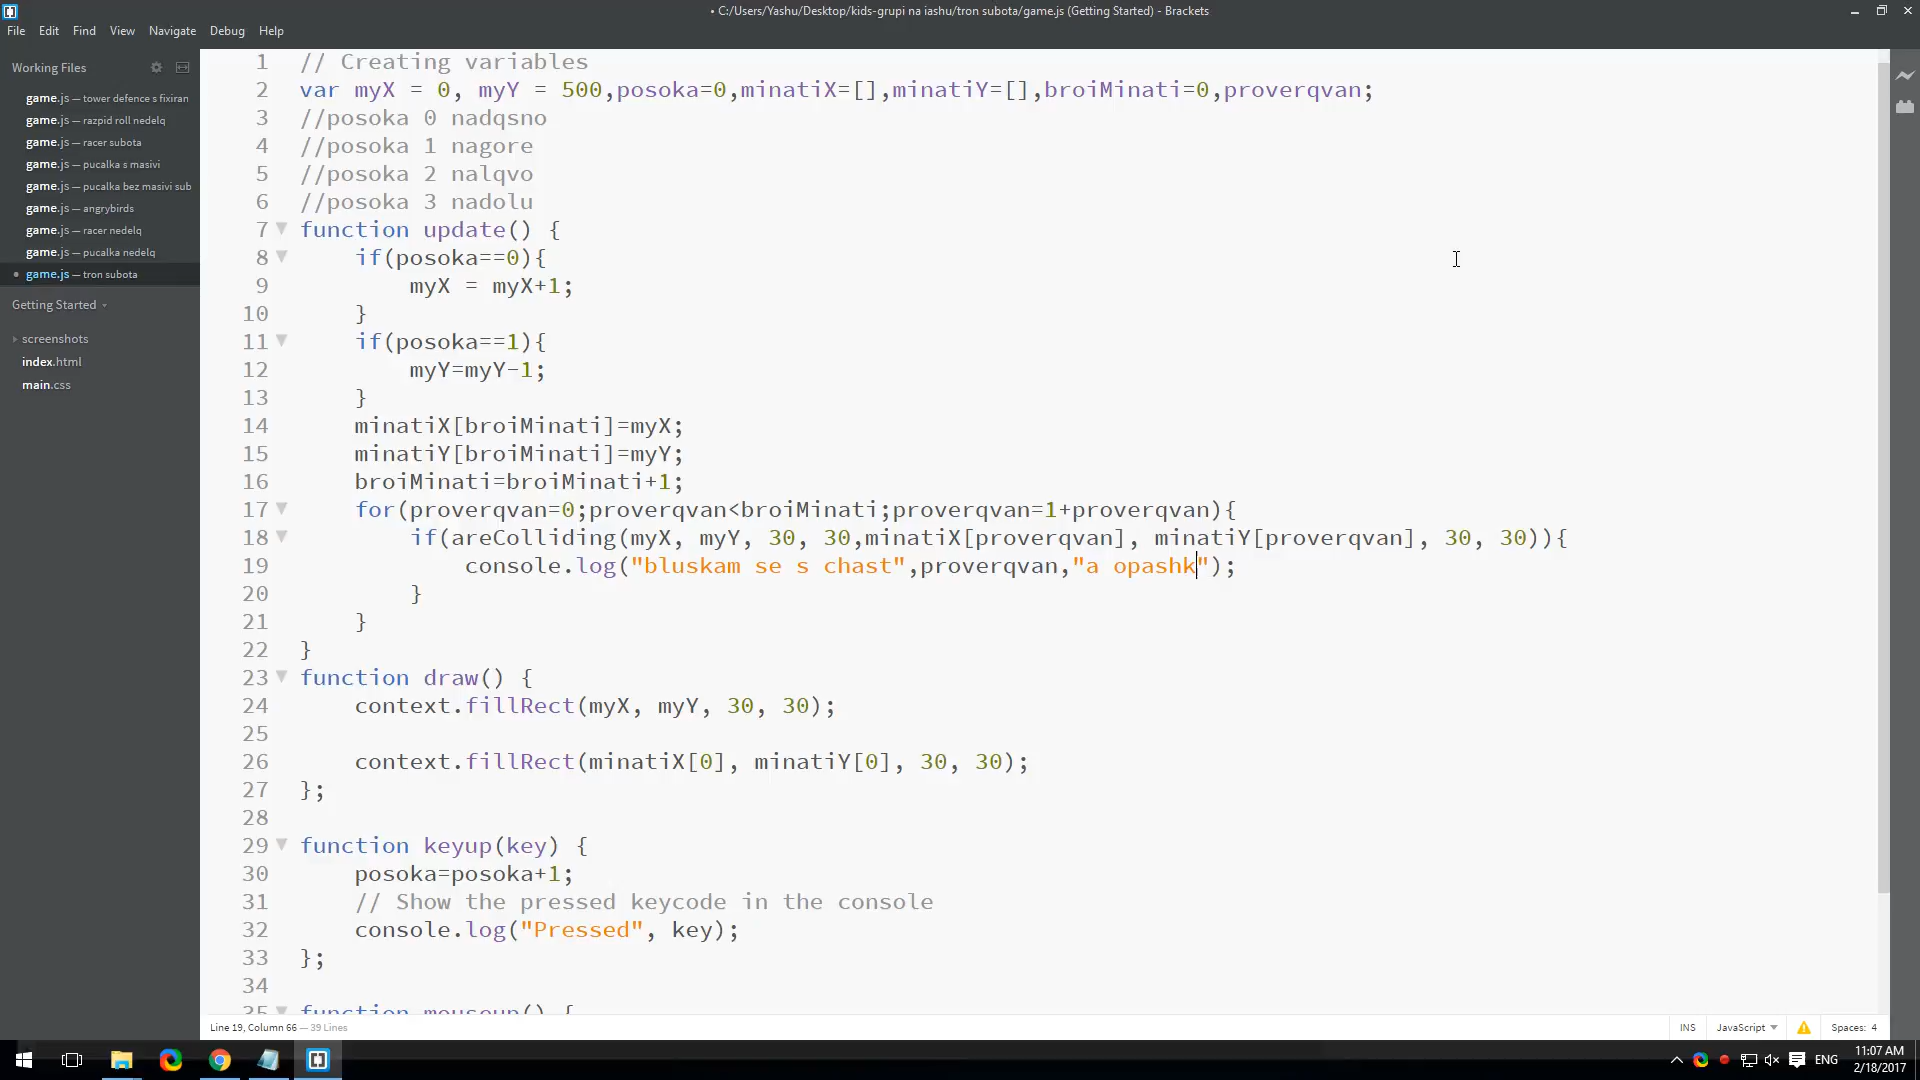 • C:/Users/Yashu/Desktop/kids-grupi na iashu/tron subota/game.js (Getting Started) - Brackets
File Edit Find View Navigate Debug Help
Working Files
game.js — tower defence s fixiran
game.js — razpid roll nedelq
game.js — racer subota
game.js — pucalka s masivi
game.js — pucalka bez masivi sub
game.js — angrybirds
game.js — racer nedelq
game.js — pucalka nedelq
game.js — tron subota
Getting Started
screenshots
index.html
main.css
1 // Creating variables
2 var myX = 0, myY = 500,posoka=0,minatiX=[],minatiY=[],broiMinati=0,proverqvan;
3 //posoka 0 nadqsno
4 //posoka 1 nagore
5 //posoka 2 nalqvo
6 //posoka 3 nadolu
7 function update() {
8 if(posoka==0){
9 myX = myX+1;
10 }
11 if(posoka==1){
12 myY=myY-1;
13 }
14 minatiX[broiMinati]=myX;
15 minatiY[broiMinati]=myY;
16 broiMinati=broiMinati+1;
17 for(proverqvan=0;proverqvan<broiMinati;proverqvan=1+proverqvan){
18 if(areColliding(myX, myY, 30, 30,minatiX[proverqvan], minatiY[proverqvan], 30, 30)){
19 console.log("bluskam se s chast",proverqvan,"a opashk");
20 }
21 }
22 }
23 function draw() {
24 context.fillRect(myX, myY, 30, 30);
25
26 context.fillRect(minatiX[0], minatiY[0], 30, 30);
27 };
28
29 function keyup(key) {
30 posoka=posoka+1;
31 // Show the pressed keycode in the console
32 console.log("Pressed", key);
33 };
34
35 function mouseup() {
Line 19, Column 66 — 39 Lines
INS JavaScript Spaces: 4
ENG
11:07 AM
2/18/2017